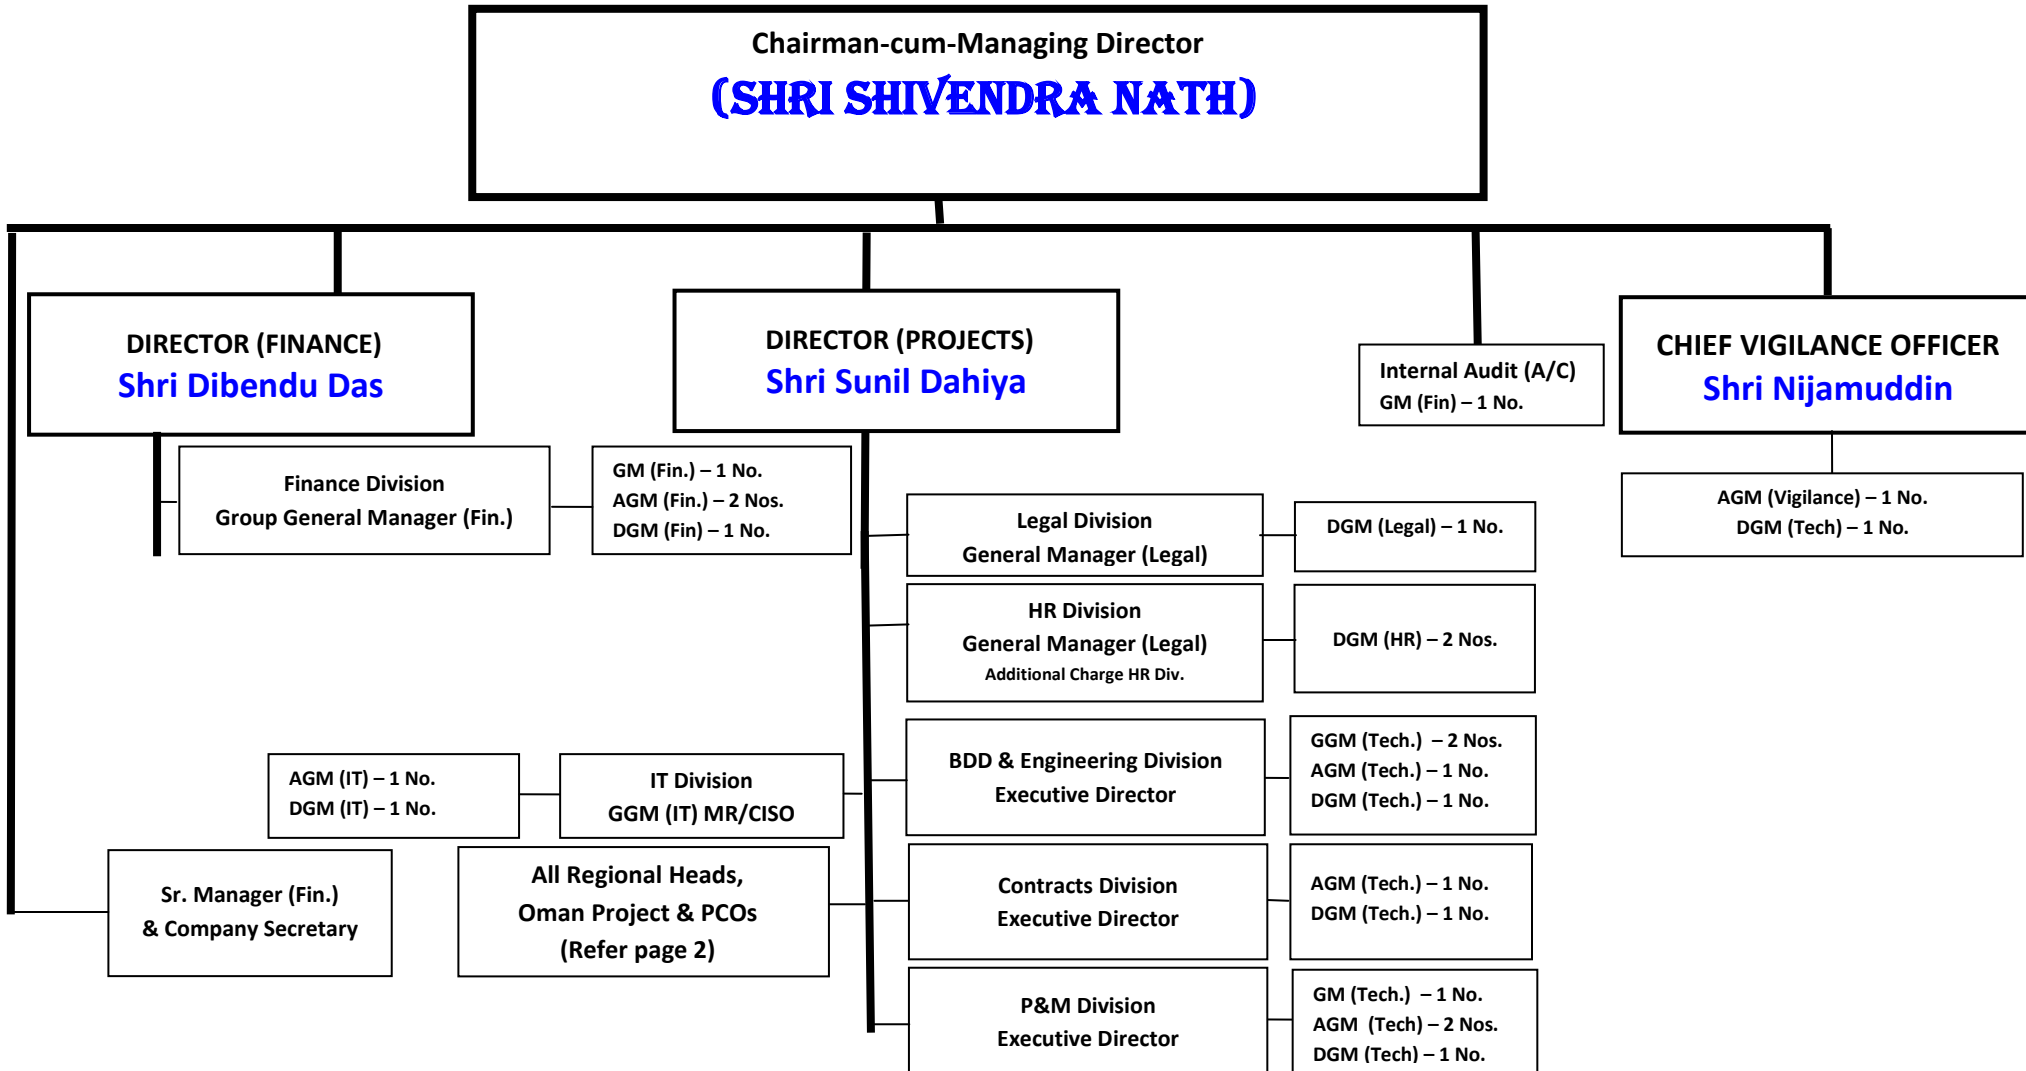 Chairman-cum-Managing Director
(SHRI SHIVENDRA NATH)
DIRECTOR (FINANCE)
Shri Dibendu Das
DIRECTOR (PROJECTS)
Shri Sunil Dahiya
Internal Audit (A/C)
GM (Fin) – 1 No.
CHIEF VIGILANCE OFFICER
Shri Nijamuddin
Finance Division
Group General Manager (Fin.)
GM (Fin.) – 1 No.
AGM (Fin.) – 2 Nos.
DGM (Fin) – 1 No.
AGM (Vigilance) – 1 No.
DGM (Tech) – 1 No.
Legal Division
General Manager (Legal)
DGM (Legal) – 1 No.
HR Division
General Manager (Legal)
Additional Charge HR Div.
DGM (HR) – 2 Nos.
AGM (IT) – 1 No.
DGM (IT) – 1 No.
IT Division
GGM (IT) MR/CISO
BDD & Engineering Division
Executive Director
GGM (Tech.) – 2 Nos.
AGM (Tech.) – 1 No.
DGM (Tech.) – 1 No.
Sr. Manager (Fin.)
& Company Secretary
All Regional Heads,
Oman Project & PCOs
(Refer page 2)
Contracts Division
Executive Director
AGM (Tech.) – 1 No.
DGM (Tech.) – 1 No.
P&M Division
Executive Director
GM (Tech.) – 1 No.
AGM (Tech) – 2 Nos.
DGM (Tech) – 1 No.